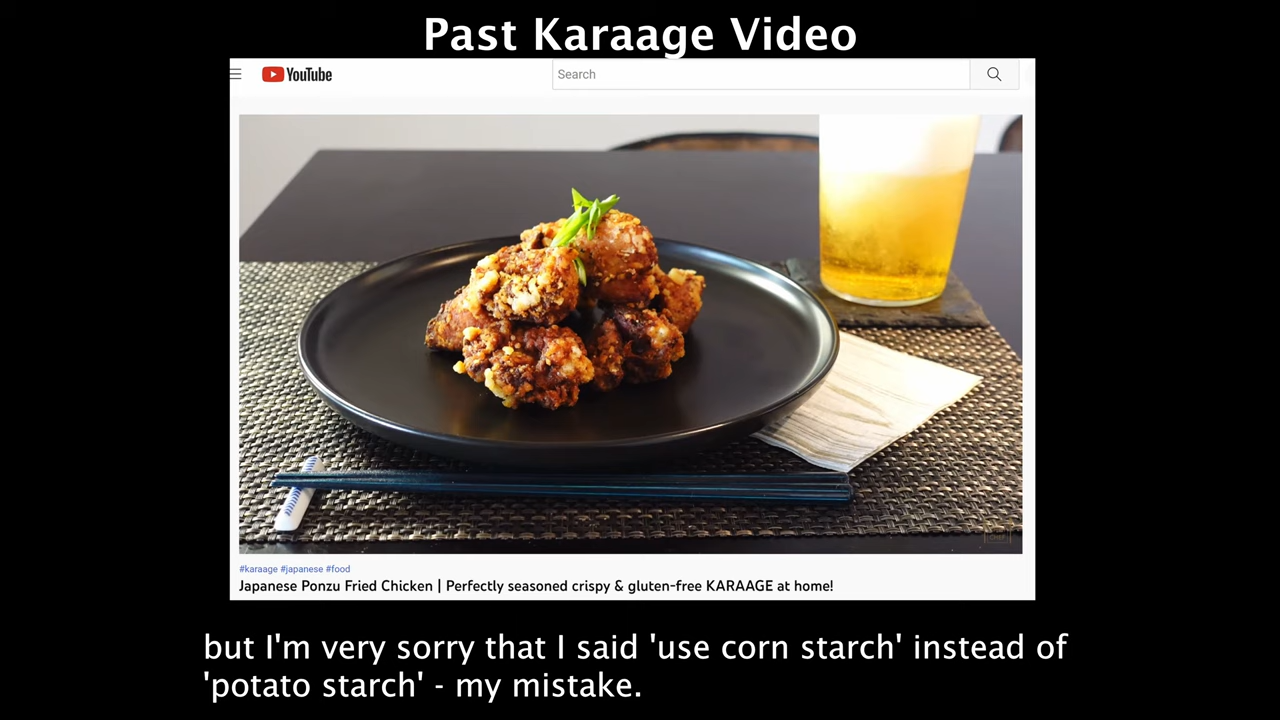 Past Karaage Video
YouTube
Search
#karaage #japanese #food
Japanese Ponzu Fried Chicken | Perfectly seasoned crispy & gluten-free KARAAGE at home!
but I'm very sorry that I said 'use corn starch' instead of
'potato starch' - my mistake.